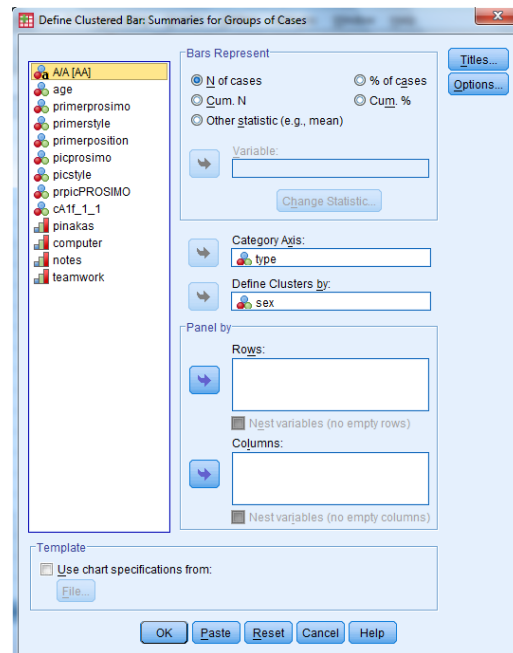 Define Clustered Bar: Summaries for Groups of Cases
A/A [AA]
age
primerprosimo
primerstyle
primerposition
picprosimo
picstyle
prpicPROSIMO
cA1f_1_1
pinakas
computer
notes
teamwork
Bars Represent
N of cases
% of cases
Cum. N
Cum. %
Other statistic (e.g., mean)
Variable:
Change Statistic...
Category Axis:
type
Define Clusters by:
sex
Panel by
Rows:
Nest variables (no empty rows)
Columns:
Nest variables (no empty columns)
Titles...
Options...
Template
Use chart specifications from:
File...
OK
Paste
Reset
Cancel
Help